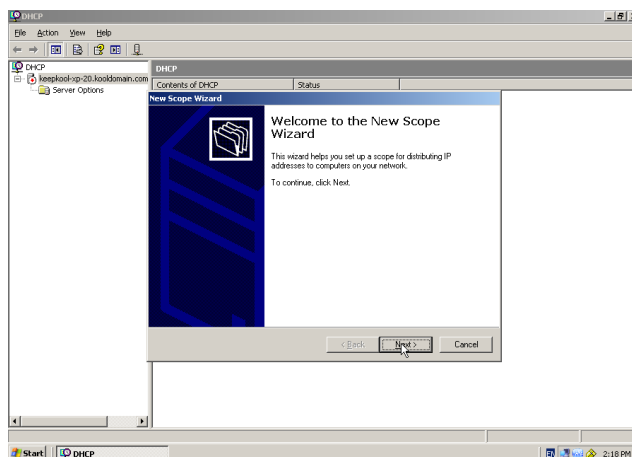 DHCP
File Action View Help
DHCP
keepkool-xp-20.kooldomain.com
Server Options
DHCP
Contents of DHCP Status
New Scope Wizard
Welcome to the New Scope
Wizard
This wizard helps you set up a scope for distributing IP
addresses to computers on your network.
To continue, click Next.
< Back Next > Cancel
Start DHCP EN 2:18 PM